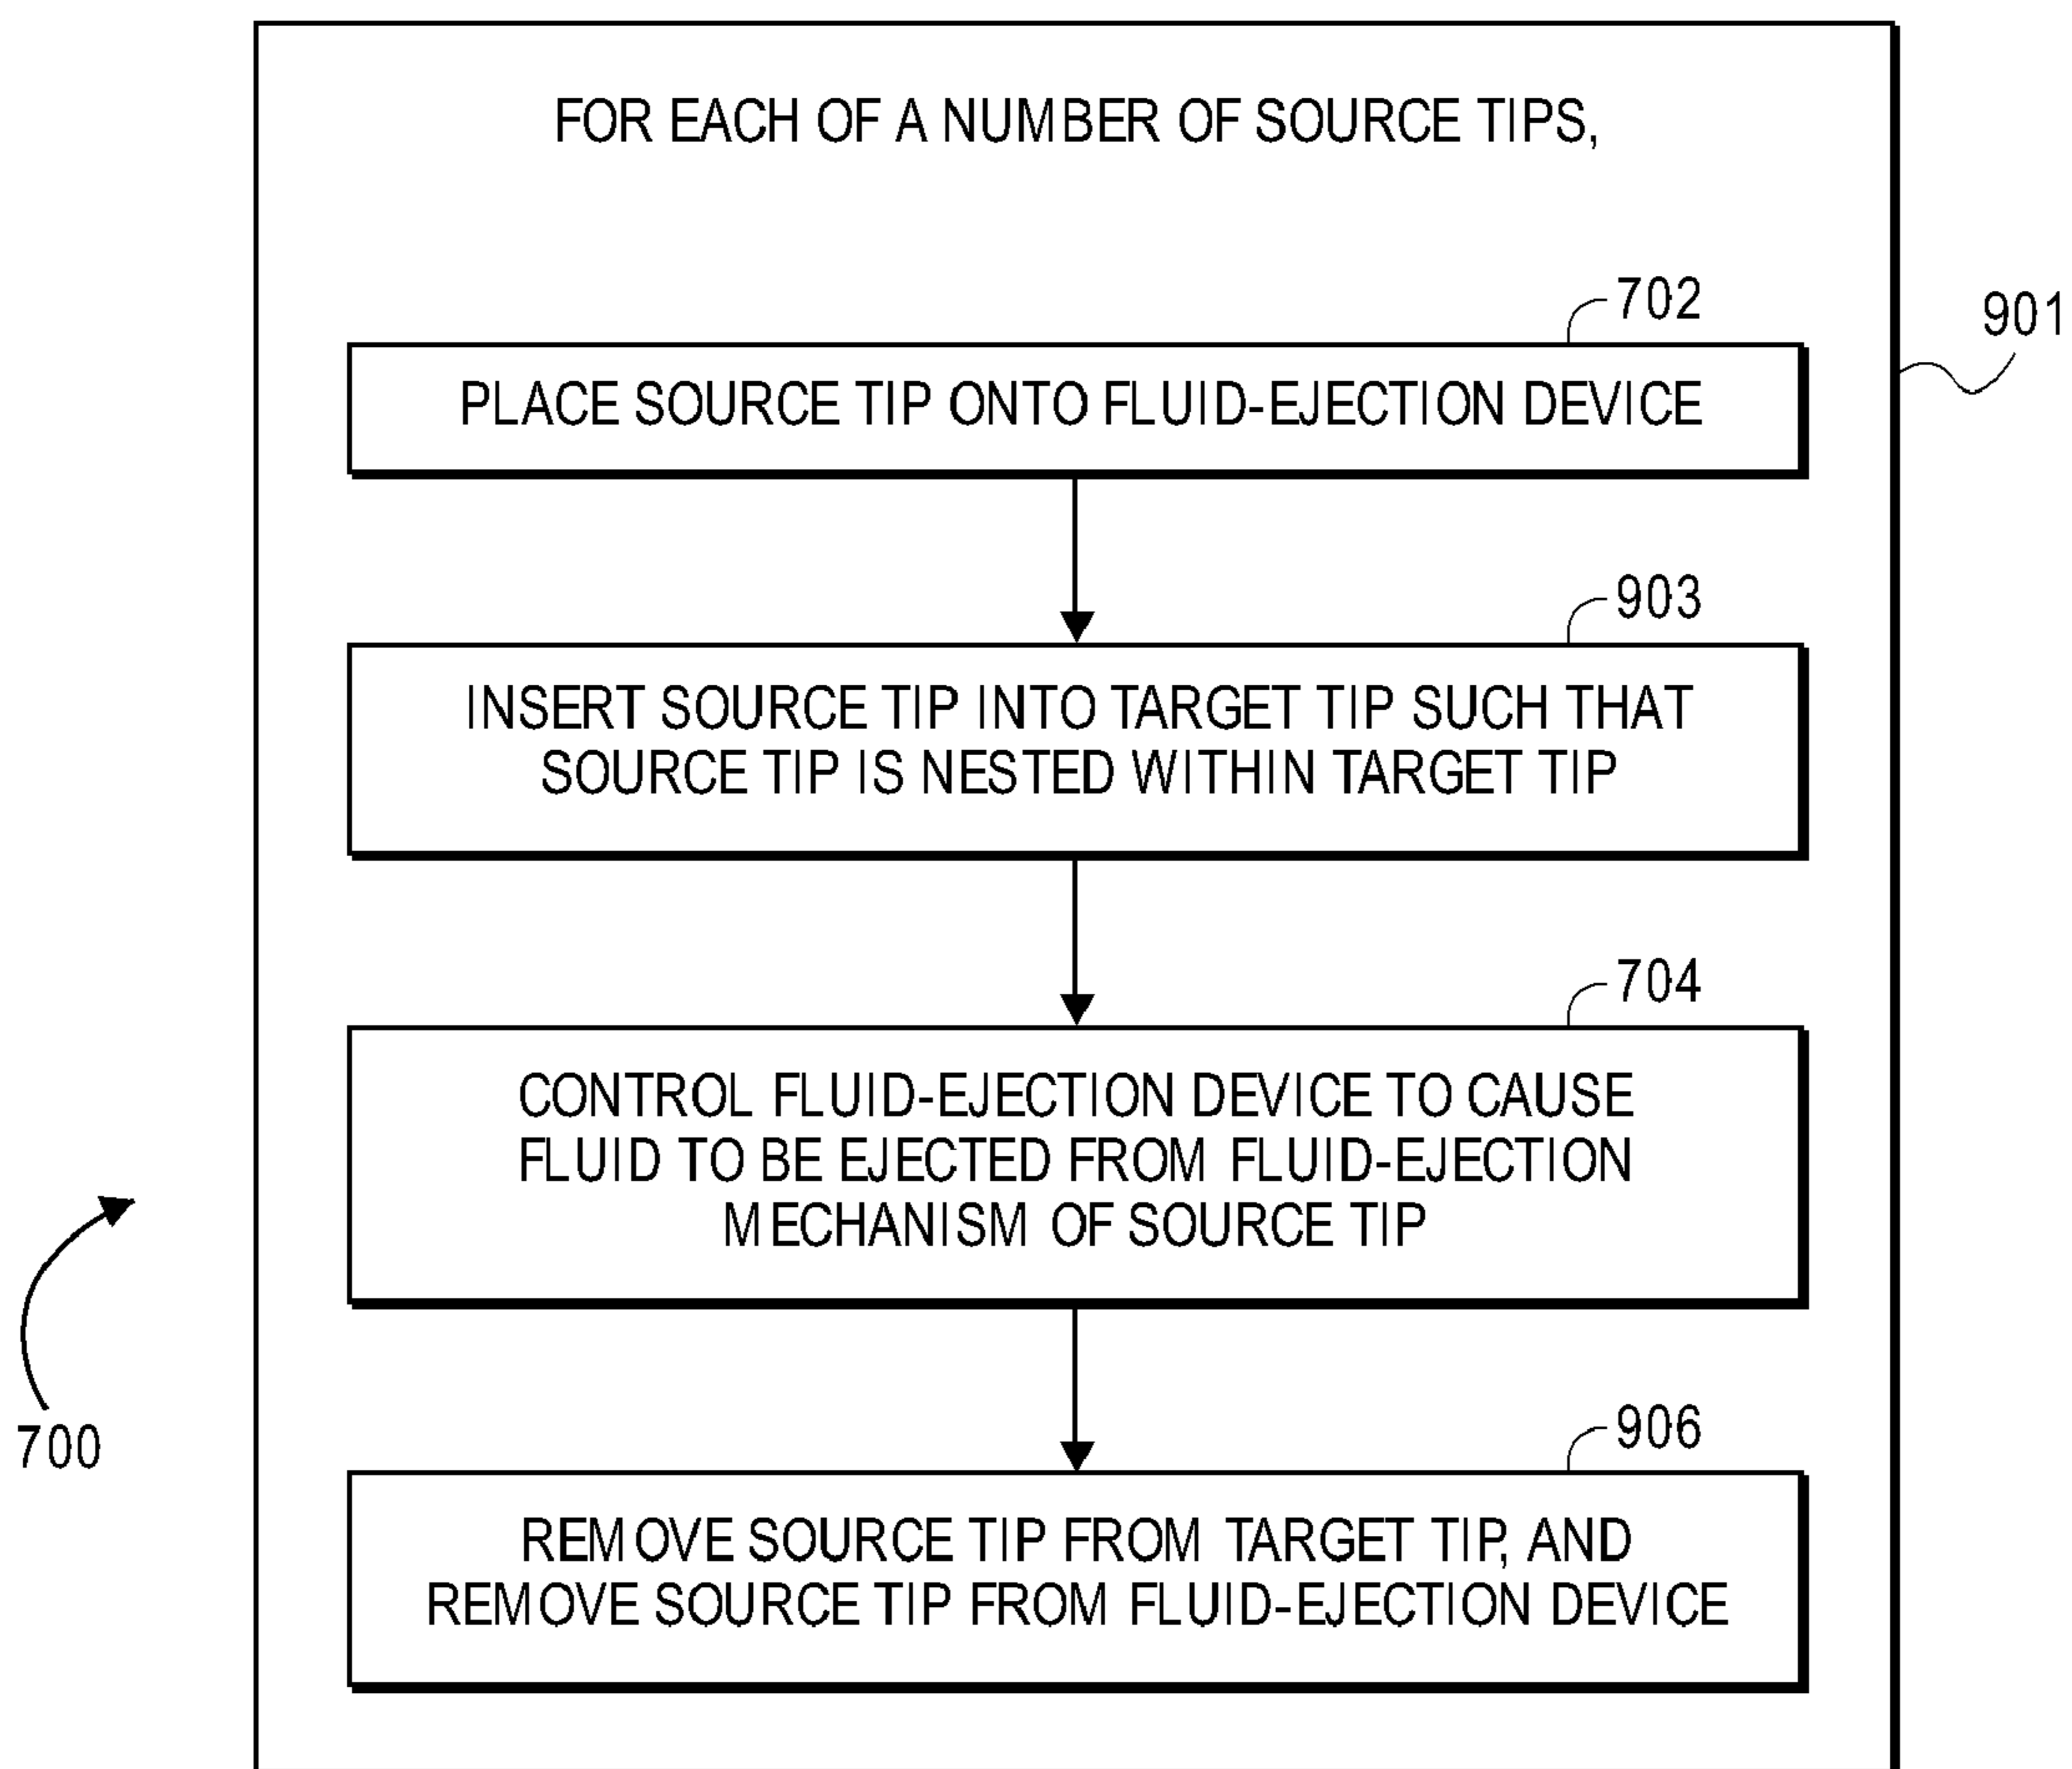 FOR EACH OF A NUMBER OF SOURCE TIPS,
702
901
PLACE SOURCE TIP ONTO FLUID-EJECTION DEVICE
903
INSERT SOURCE TIP INTO TARGET TIP SUCH THAT
SOURCE TIP IS NESTED WITHIN TARGET TIP
704
CONTROL FLUID-EJECTION DEVICE TO CAUSE
FLUID TO BE EJECTED FROM FLUID-EJECTION
MECHANISM OF SOURCE TIP
906
700
REMOVE SOURCE TIP FROM TARGET TIP, AND
REMOVE SOURCE TIP FROM FLUID-EJECTION DEVICE